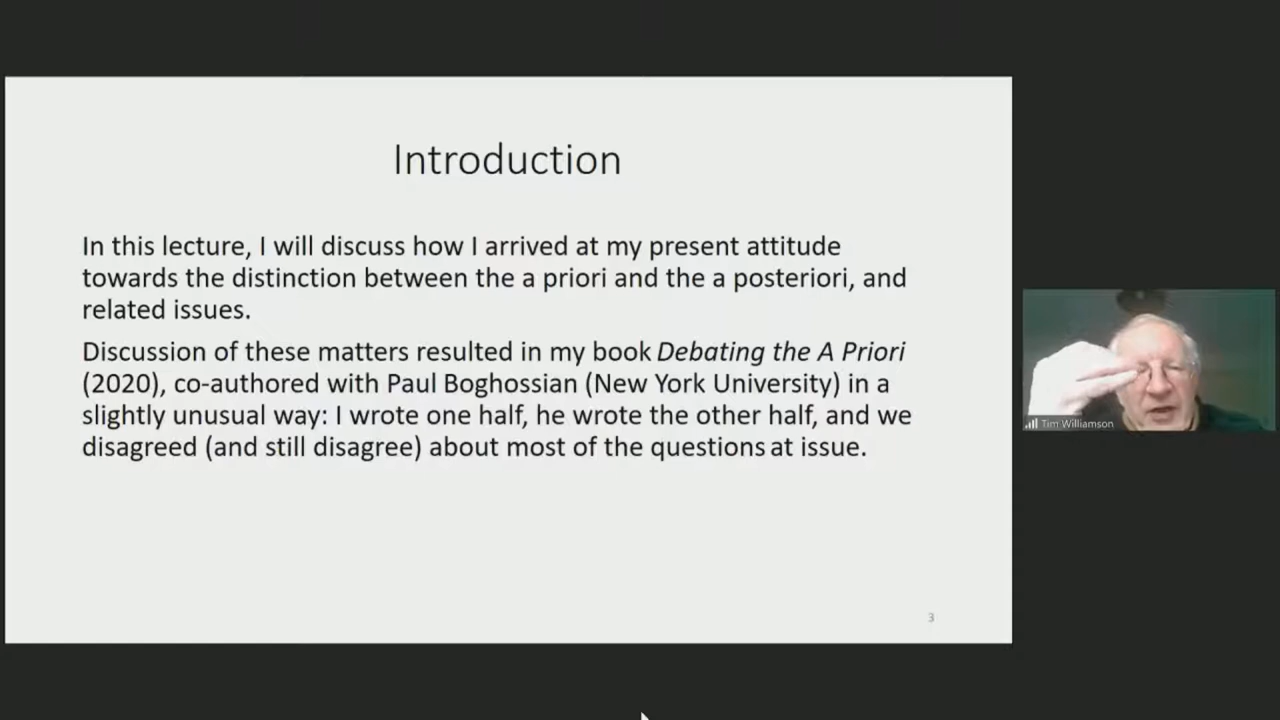 Introduction
In this lecture, I will discuss how I arrived at my present attitude
towards the distinction between the a priori and the a posteriori, and
related issues.
Discussion of these matters resulted in my book Debating the A Priori
(2020), co-authored with Paul Boghossian (New York University) in a
slightly unusual way: I wrote one half, he wrote the other half, and we
disagreed (and still disagree) about most of the questions at issue.
3
Tim Williamson